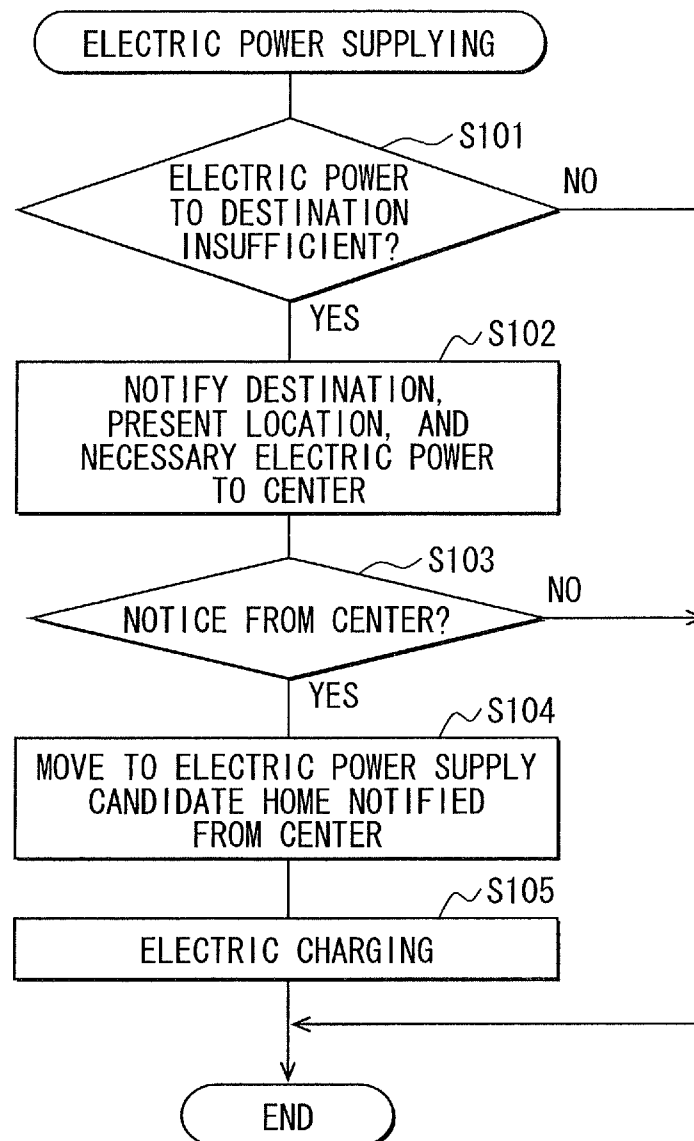 ELECTRIC POWER SUPPLYING
S101
ELECTRIC POWER
TO DESTINATION
INSUFFICIENT?
NO
YES
S102
NOTIFY DESTINATION,
PRESENT LOCATION, AND
NECESSARY ELECTRIC POWER
TO CENTER
S103
NOTICE FROM CENTER?
NO
YES
S104
MOVE TO ELECTRIC POWER SUPPLY
CANDIDATE HOME NOTIFIED
FROM CENTER
S105
ELECTRIC CHARGING
END